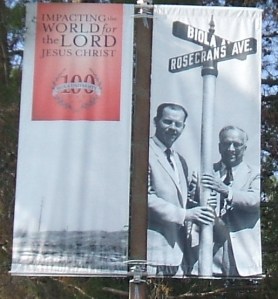 IMPACTING the
WORLD for
the LORD
JESUS CHRIST
100
BIOLA
ROSECRANS AVE.